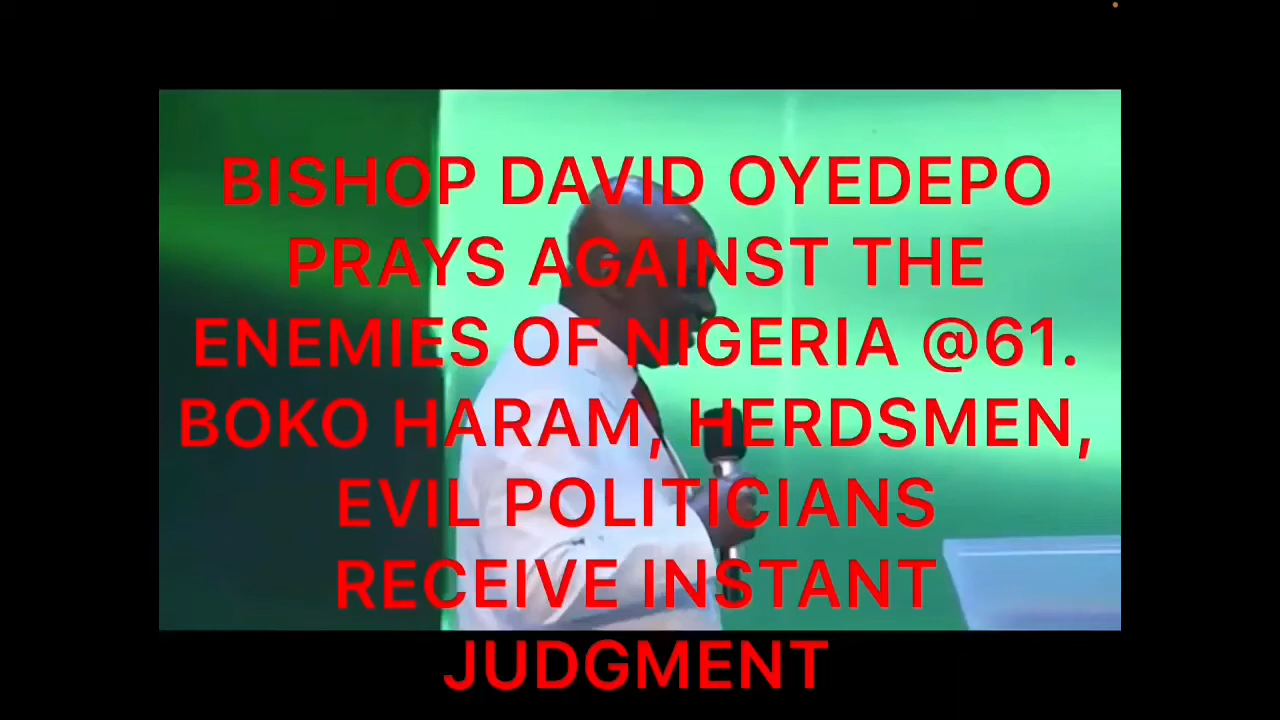 BISHOP DAVID OYEDEPO
PRAYS AGAINST THE
ENEMIES OF NIGERIA @61.
BOKO HARAM, HERDSMEN,
EVIL POLITICIANS
RECEIVE INSTANT
JUDGMENT